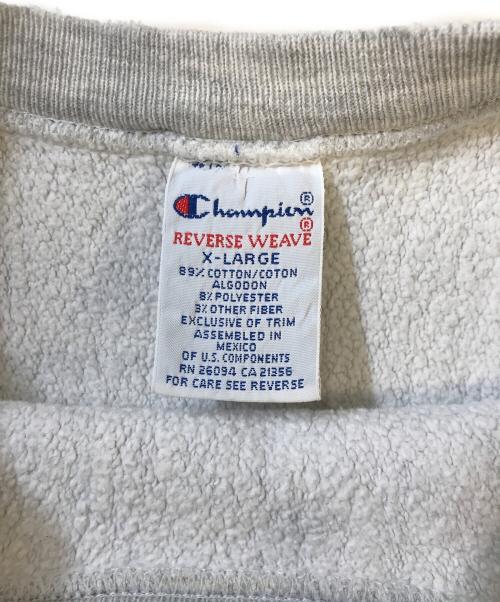 Champion®
REVERSE WEAVE®
X-LARGE
89% COTTON/COTON
ALGODON
8% POLYESTER
3% OTHER FIBER
EXCLUSIVE OF TRIM
ASSEMBLED IN
MEXICO
OF U.S. COMPONENTS
RN 26094 CA 21356
FOR CARE SEE REVERSE